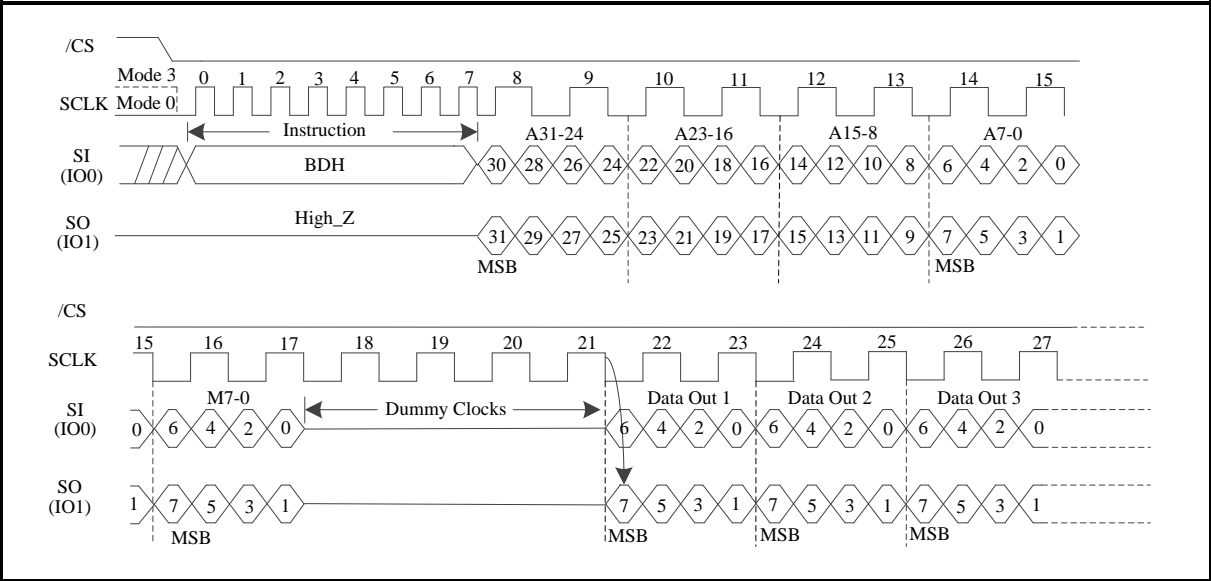 /CS
Mode 3 0 1 2 3 4 5 6 7 8 9 10 11 12 13 14 15
SCLK Mode 0
Instruction A31-24 A23-16 A15-8 A7-0
SI
(IO0) BDH 30 28 26 24 22 20 18 16 14 12 10 8 6 4 2 0
High_Z
SO
(IO1) 31 29 27 25 23 21 19 17 15 13 11 9 7 5 3 1
MSB MSB
/CS
15 16 17 18 19 20 21 22 23 24 25 26 27
SCLK
M7-0 Dummy Clocks Data Out 1 Data Out 2 Data Out 3
SI
(IO0) 0 6 4 2 0 6 4 2 0 6 4 2 0 6 4 2 0
SO
(IO1) 1 7 5 3 1 7 5 3 1 7 5 3 1 7 5 3 1
MSB MSB MSB MSB